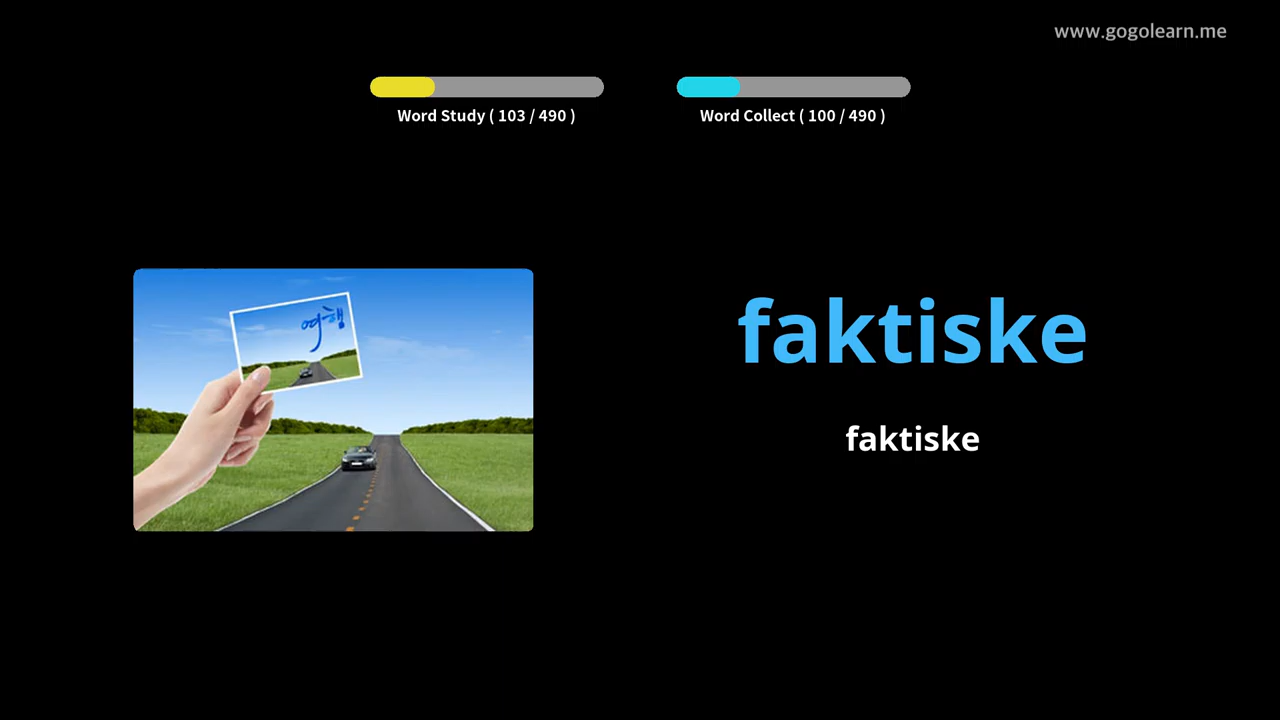 www.gogolearn.me
Word Study ( 103 / 490 )
Word Collect ( 100 / 490 )
여행
faktiske
faktiske